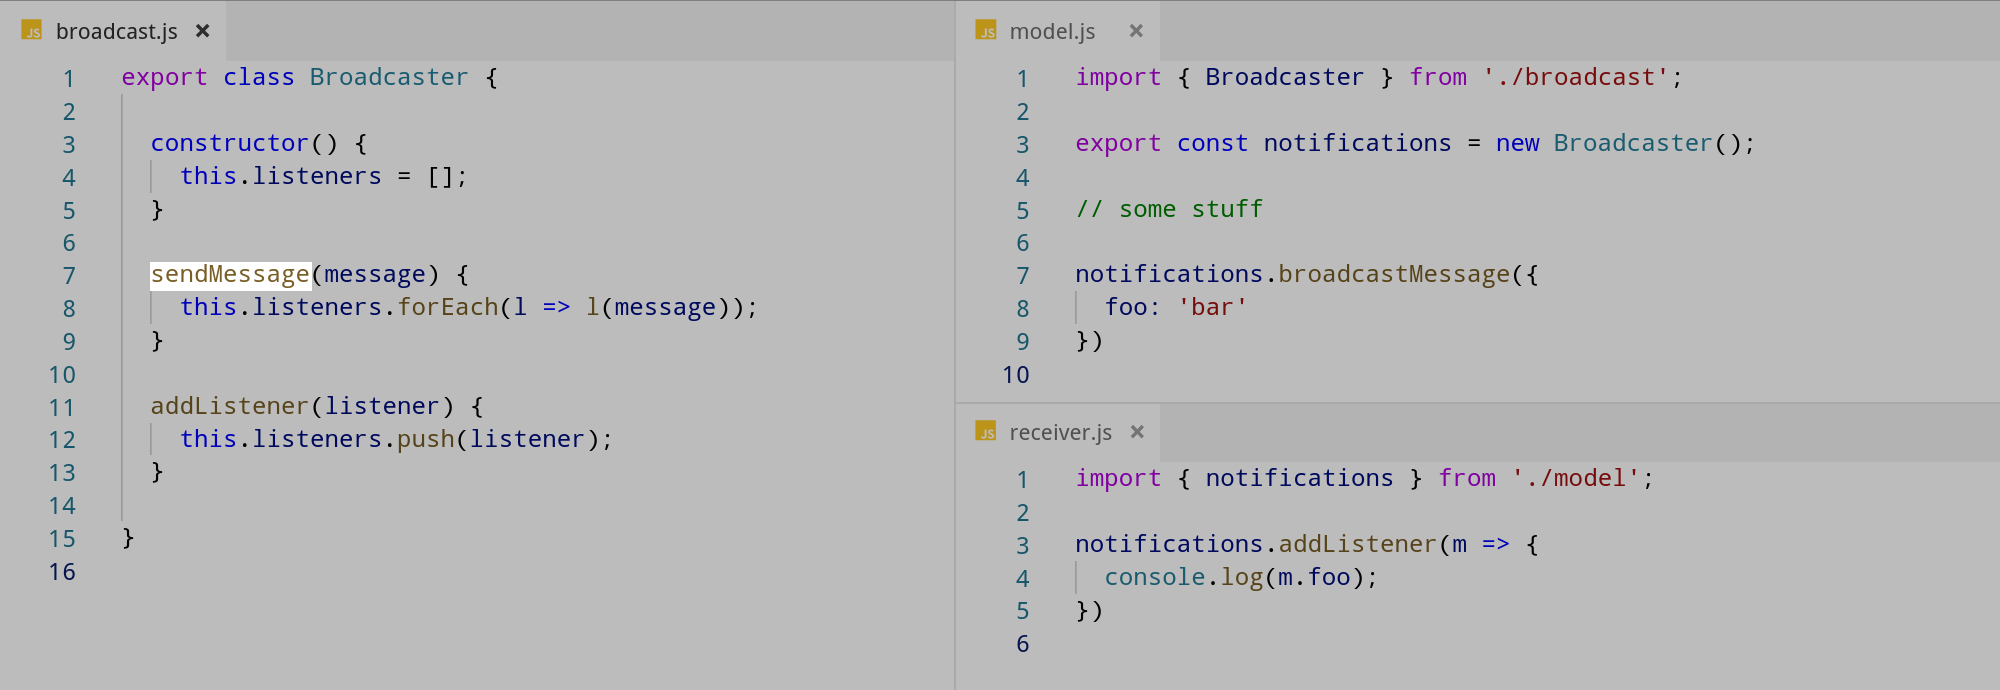 JS broadcast.js ×
1 export class Broadcaster {
2
3 constructor() {
4 this.listeners = [];
5 }
6
7 sendMessage(message) {
8 this.listeners.forEach(l => l(message));
9 }
10
11 addListener(listener) {
12 this.listeners.push(listener);
13 }
14
15 }
16
JS model.js ×
1 import { Broadcaster } from './broadcast';
2
3 export const notifications = new Broadcaster();
4
5 // some stuff
6
7 notifications.broadcastMessage({
8 foo: 'bar'
9 })
10
JS receiver.js ×
1 import { notifications } from './model';
2
3 notifications.addListener(m => {
4 console.log(m.foo);
5 })
6